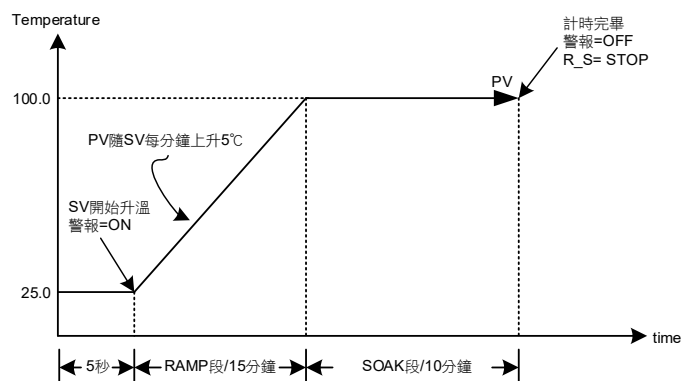 Temperature
計時完畢
警報=OFF
R_S= STOP
PV
100.0
PV隨SV每分鐘上升5℃
SV開始升溫
警報=ON
25.0
time
5秒
RAMP段/15分鐘
SOAK段/10分鐘